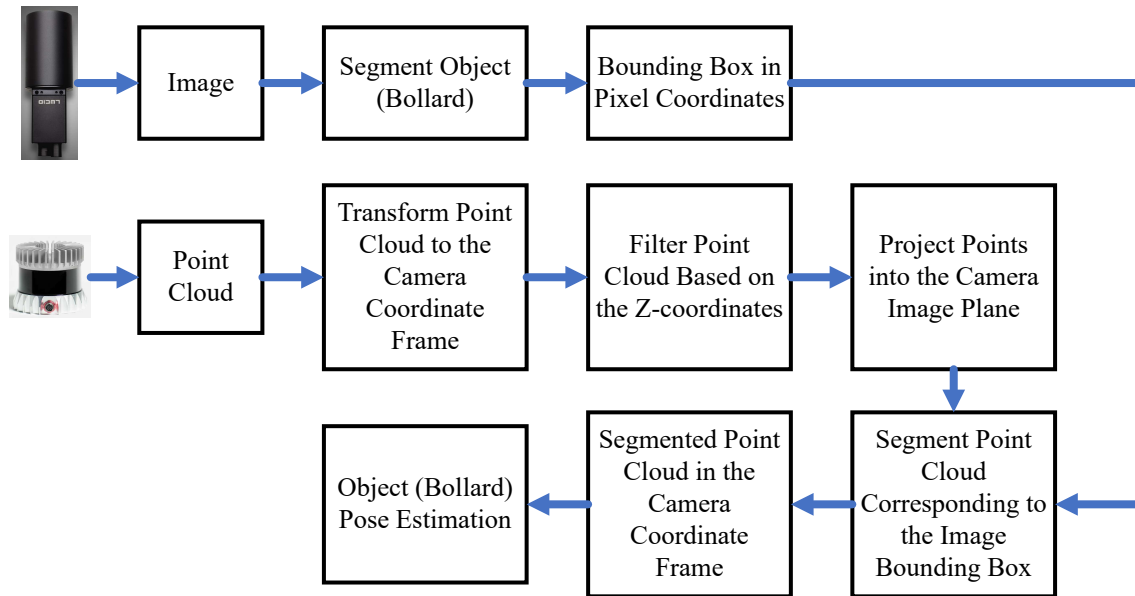 LUCID
Image
Segment Object
(Bollard)
Bounding Box in
Pixel Coordinates
Point
Cloud
Transform Point
Cloud to the
Camera
Coordinate
Frame
Filter Point
Cloud Based on
the Z-coordinates
Project Points
into the Camera
Image Plane
Object (Bollard)
Pose Estimation
Segmented Point
Cloud in the
Camera
Coordinate
Frame
Segment Point
Cloud
Corresponding to
the Image
Bounding Box